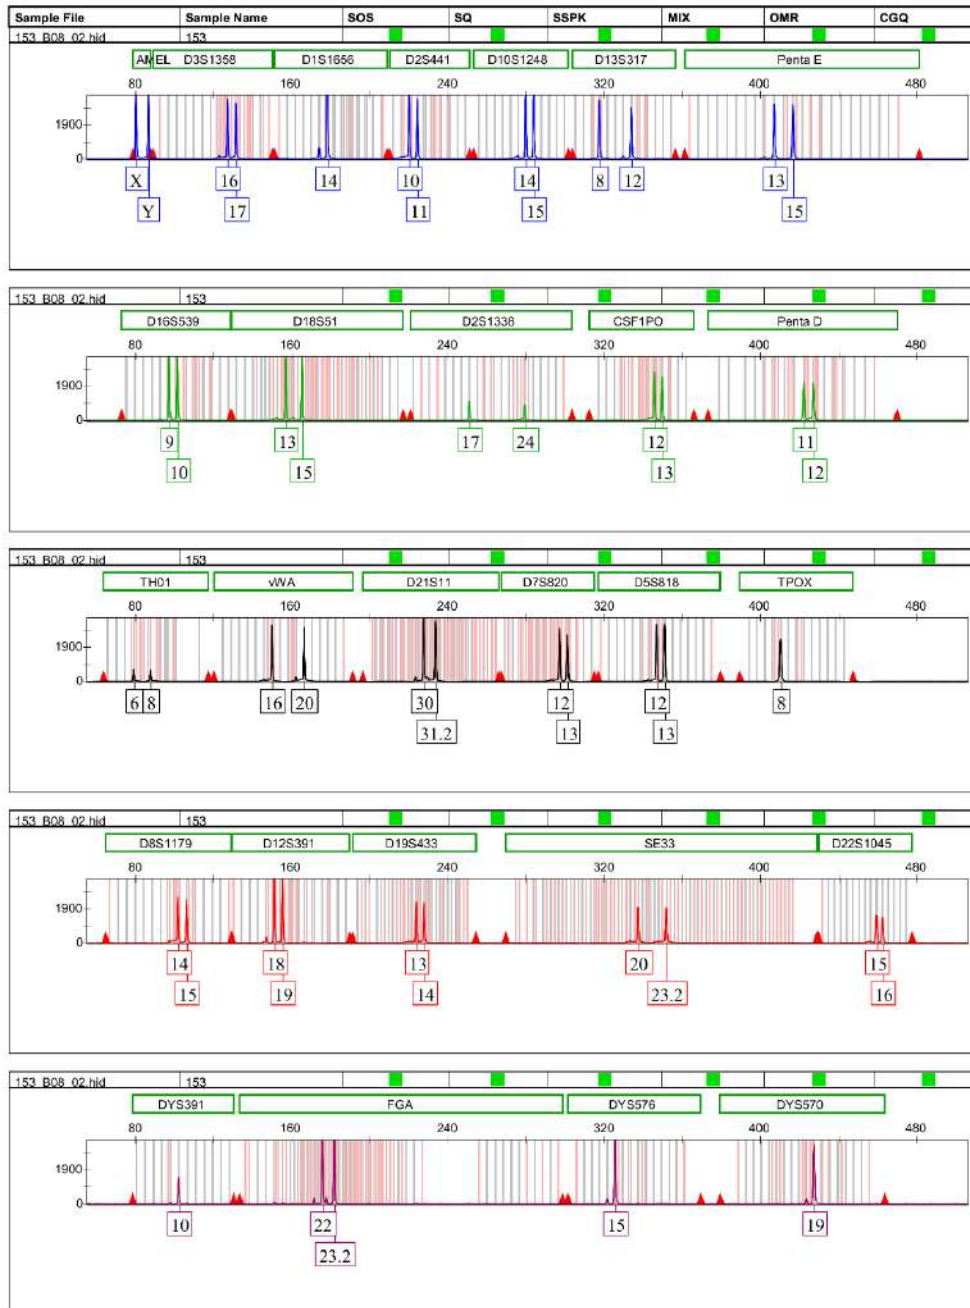 Sample File Sample Name SOS SQ SSPK MIX OMR CGQ
153_B08_02.hid 153
AMEL D3S1358 D1S1656 D2S441 D10S1248 D13S317 Penta E
80 160 240 320 400 480
1900
0
X 16 14 10 14 8 12 13
Y 17 11 15 15
153_B08_02.hid 153
D16S539 D18S51 D2S1338 CSF1PO Penta D
80 160 240 320 400 480
1900
0
9 13 17 24 12 11
10 15 13 12
153_B08_02.hid 153
TH01 vWA D21S11 D7S820 D5S818 TPOX
80 160 240 320 400 480
1900
0
6 8 16 20 30 12 12 8
31.2 13 13
153_B08_02.hid 153
D8S1179 D12S391 D19S433 SE33 D22S1045
80 160 240 320 400 480
1900
0
14 18 13 20 15
15 19 14 23.2 16
153_B08_02.hid 153
DYS391 FGA DYS576 DYS570
80 160 240 320 400 480
1900
0
10 22 15 19
23.2